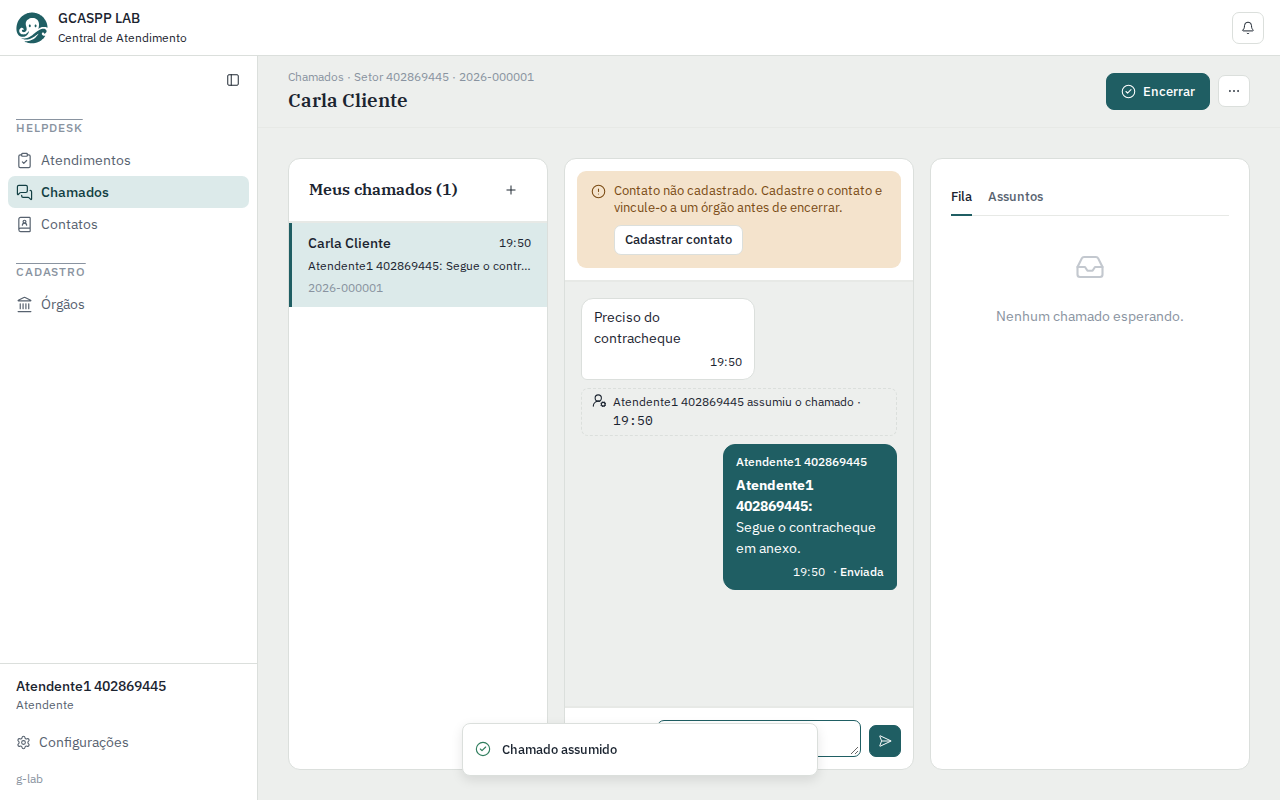 GCASPP LAB
Central de Atendimento
HELPDESK
Atendimentos
Chamados
Contatos
CADASTRO
Órgãos
Atendente1 402869445
Atendente
Configurações
g-lab
Chamados · Setor 402869445 · 2026-000001
Carla Cliente
Encerrar
Meus chamados (1)
Carla Cliente
19:50
Atendente1 402869445: Segue o contr...
2026-000001
Contato não cadastrado. Cadastre o contato e
vincule-o a um órgão antes de encerrar.
Cadastrar contato
Preciso do
contracheque
19:50
Atendente1 402869445 assumiu o chamado ·
19:50
Atendente1 402869445
Atendente1
402869445:
Segue o contracheque
em anexo.
19:50 · Enviada
Chamado assumido
Fila
Assuntos
Nenhum chamado esperando.